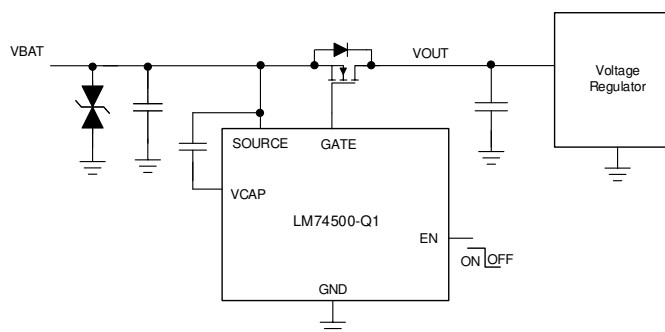 VBAT
VOUT
Voltage
Regulator
SOURCE
GATE
VCAP
LM74500-Q1
EN
ON
OFF
GND